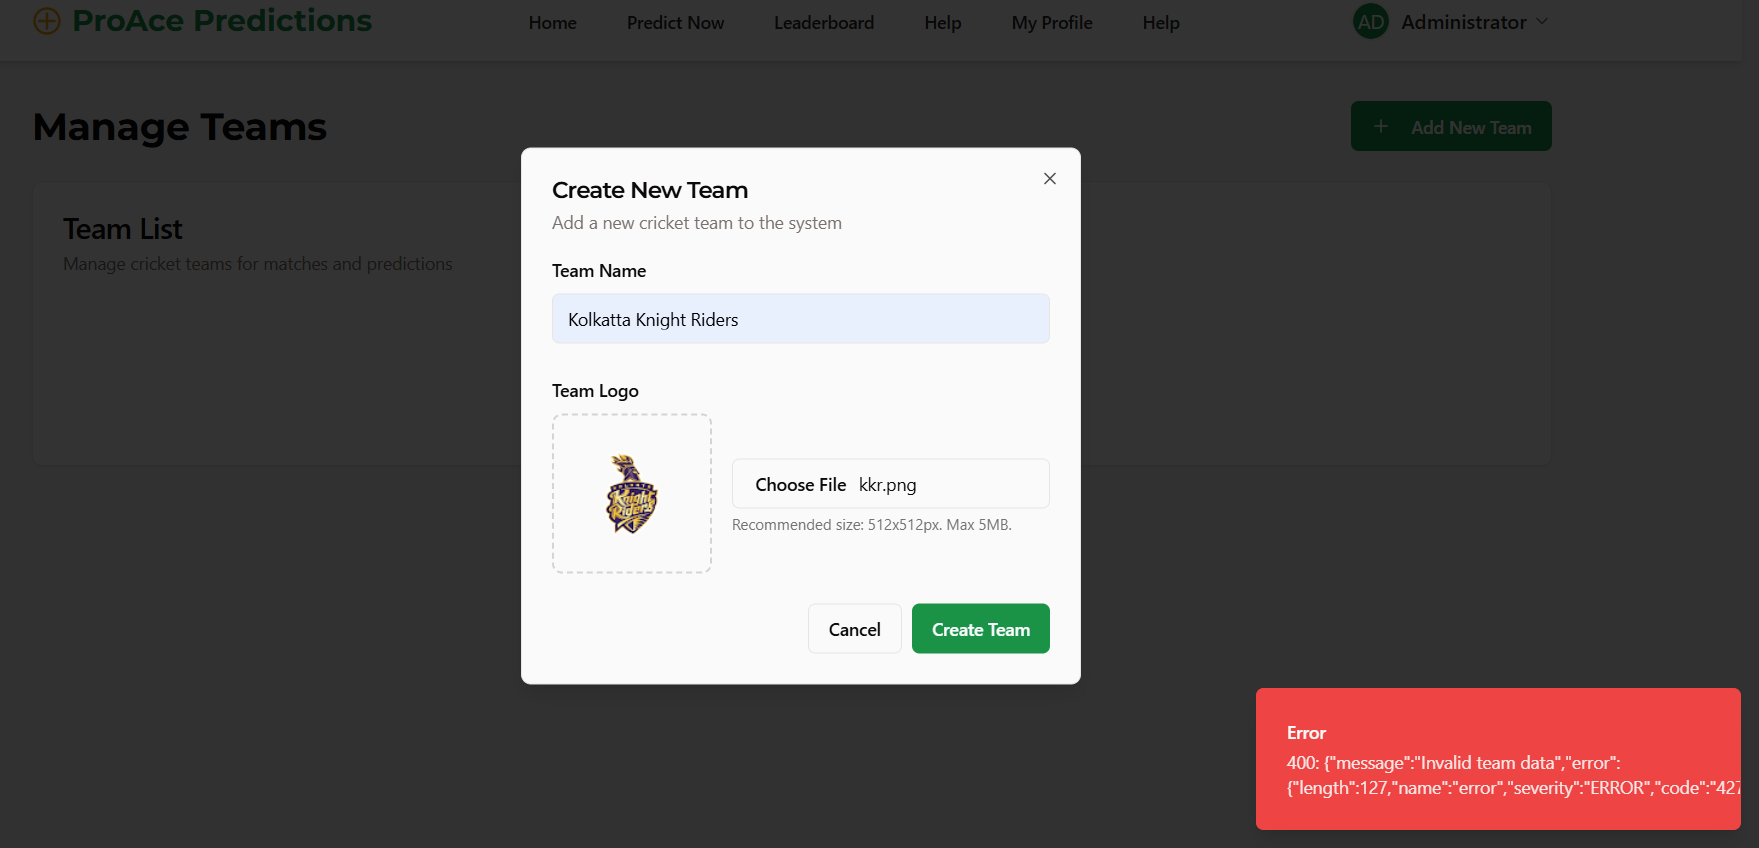 ProAce Predictions
Home Predict Now Leaderboard Help My Profile Help
AD Administrator
Manage Teams
Add New Team
Team List
Manage cricket teams for matches and predictions
Create New Team
Add a new cricket team to the system
Team Name
Kolkatta Knight Riders
Team Logo
Knight
Riders
Choose File kkr.png
Recommended size: 512x512px. Max 5MB.
Cancel Create Team
Error
400: {"message":"Invalid team data","error":
{"length":127,"name":"error","severity":"ERROR","code":"427